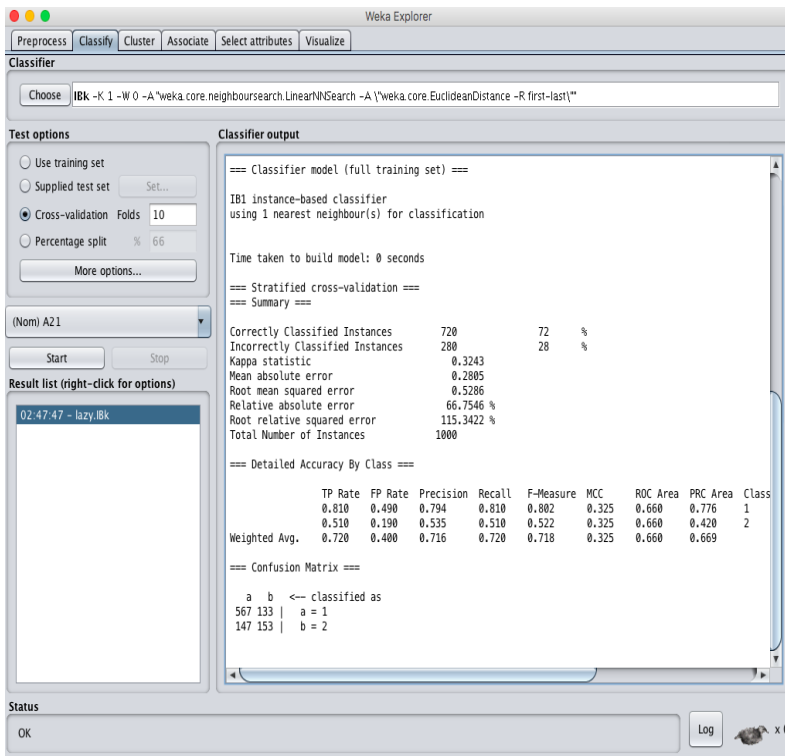 Weka Explorer
Preprocess Classify Cluster Associate Select attributes Visualize
Classifier
Choose IBk -K 1 -W 0 -A "weka.core.neighboursearch.LinearNNSearch -A \"weka.core.EuclideanDistance -R first-last\""
Test options
Use training set
Supplied test set Set...
Cross-validation Folds 10
Percentage split % 66
More options...
(Nom) A21
Start Stop
Result list (right-click for options)
02:47:47 - lazy.IBk
Classifier output
=== Classifier model (full training set) ===
IB1 instance-based classifier
using 1 nearest neighbour(s) for classification
Time taken to build model: 0 seconds
=== Stratified cross-validation ===
=== Summary ===
Correctly Classified Instances 720 72 %
Incorrectly Classified Instances 280 28 %
Kappa statistic 0.3243
Mean absolute error 0.2805
Root mean squared error 0.5286
Relative absolute error 66.7546 %
Root relative squared error 115.3422 %
Total Number of Instances 1000
=== Detailed Accuracy By Class ===
TP Rate FP Rate Precision Recall F-Measure MCC ROC Area PRC Area Class
0.810 0.490 0.794 0.810 0.802 0.325 0.660 0.776 1
0.510 0.190 0.535 0.510 0.522 0.325 0.660 0.420 2
Weighted Avg. 0.720 0.400 0.716 0.720 0.718 0.325 0.660 0.669
=== Confusion Matrix ===
a b <-- classified as
567 133 | a = 1
147 153 | b = 2
Status
OK
Log
x